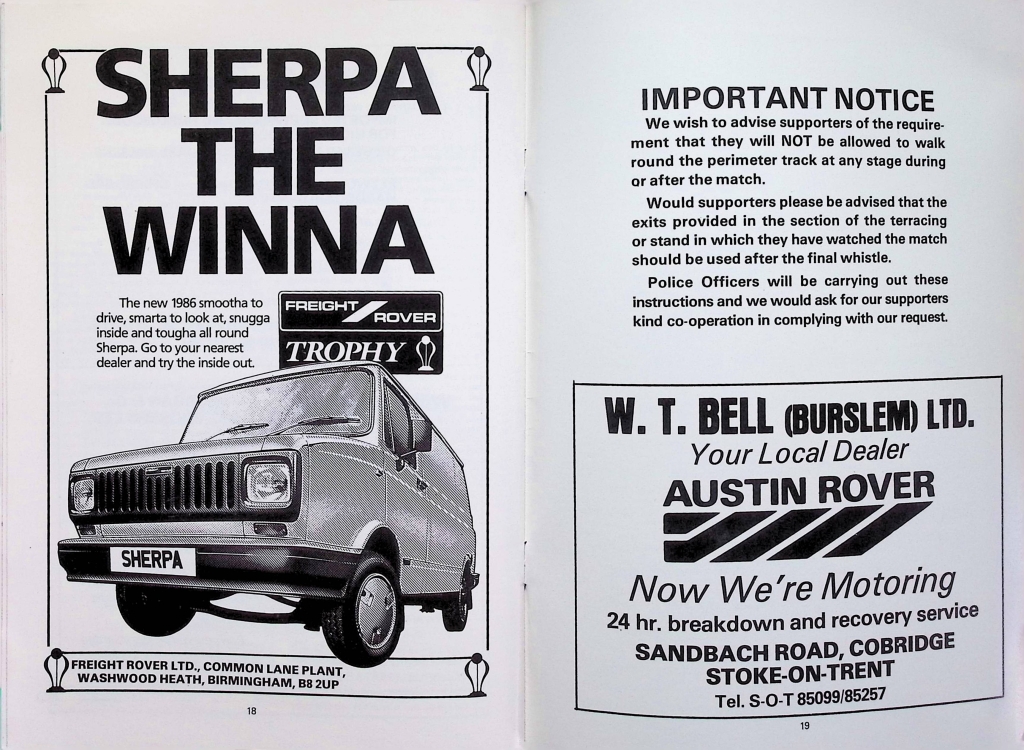 SHERPA
THE
WINNA
The new 1986 smootha to
drive, smarta to look at, snugga
inside and tougha all round
Sherpa. Go to your nearest
dealer and try the inside out.
FREIGHT
ROVER
TROPHY
SHERPA
FREIGHT ROVER LTD., COMMON LANE PLANT,
WASHWOOD HEATH, BIRMINGHAM, B8 2UP
18
IMPORTANT NOTICE
We wish to advise supporters of the require-
ment that they will NOT be allowed to walk
round the perimeter track at any stage during
or after the match.
Would supporters please be advised that the
exits provided in the section of the terracing
or stand in which they have watched the match
should be used after the final whistle.
Police Officers will be carrying out these
instructions and we would ask for our supporters
kind co-operation in complying with our request.
W. T. BELL (BURSLEM) LTD.
Your Local Dealer
AUSTIN ROVER
Now We're Motoring
24 hr. breakdown and recovery service
SANDBACH ROAD, COBRIDGE
STOKE-ON-TRENT
Tel. S-O-T 85099/85257
19